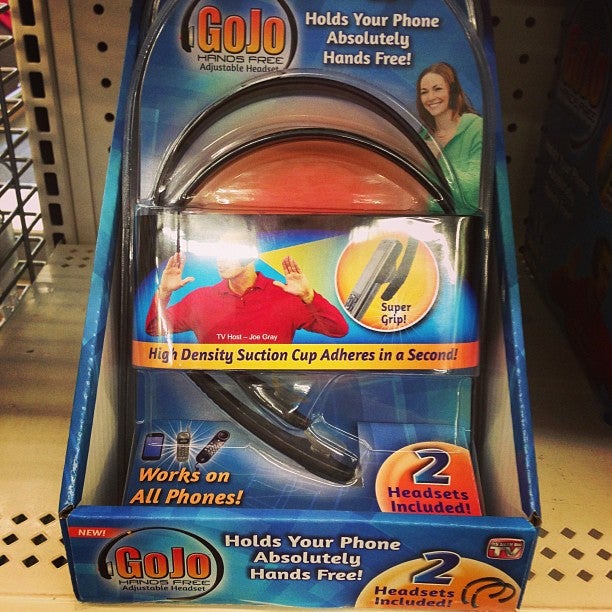 GoJo
HANDS FREE
Adjustable Headset
Holds Your Phone
Absolutely
Hands Free!
Super
Grip!
TV Host – Joe Gray
High Density Suction Cup Adheres in a Second!
Works on
All Phones!
2
Headsets
Included!
NEW!
GoJo
HANDS FREE
Adjustable Headset
Holds Your Phone
Absolutely
Hands Free!
2
Headsets
Included!
TV